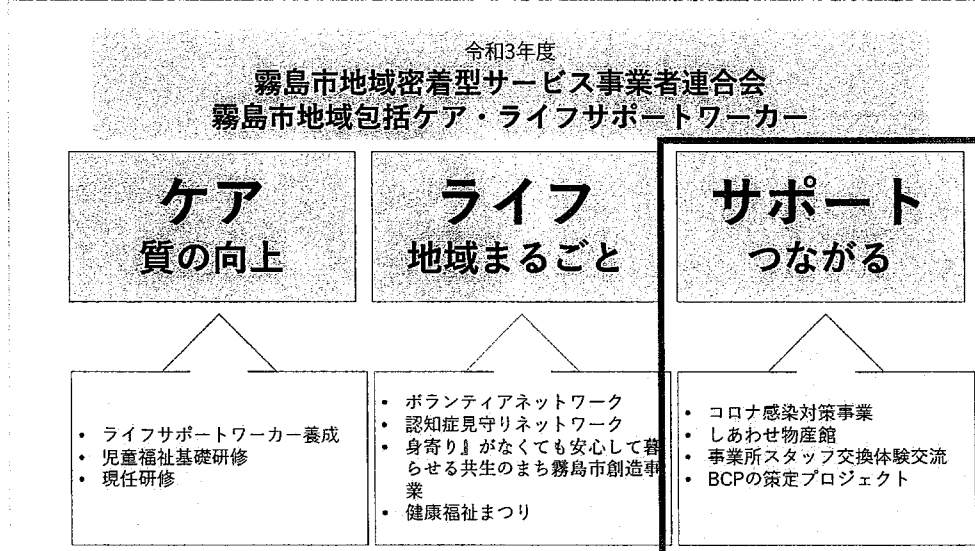 令和3年度
霧島市地域密着型サービス事業者連合会
霧島市地域包括ケア・ライフサポートワーカー
ケア
質の向上
ライフ
地域まるごと
サポート
つながる
• ライフサポートワーカー養成
• 児童福祉基礎研修
• 現任研修
• ボランティアネットワーク
• 認知症見守りネットワーク
• 身寄り』がなくても安心して暮
らせる共生のまち霧島市創造事
業
• 健康福祉まつり
• コロナ感染対策事業
• しあわせ物産館
• 事業所スタッフ交換体験交流
• BCPの策定プロジェクト